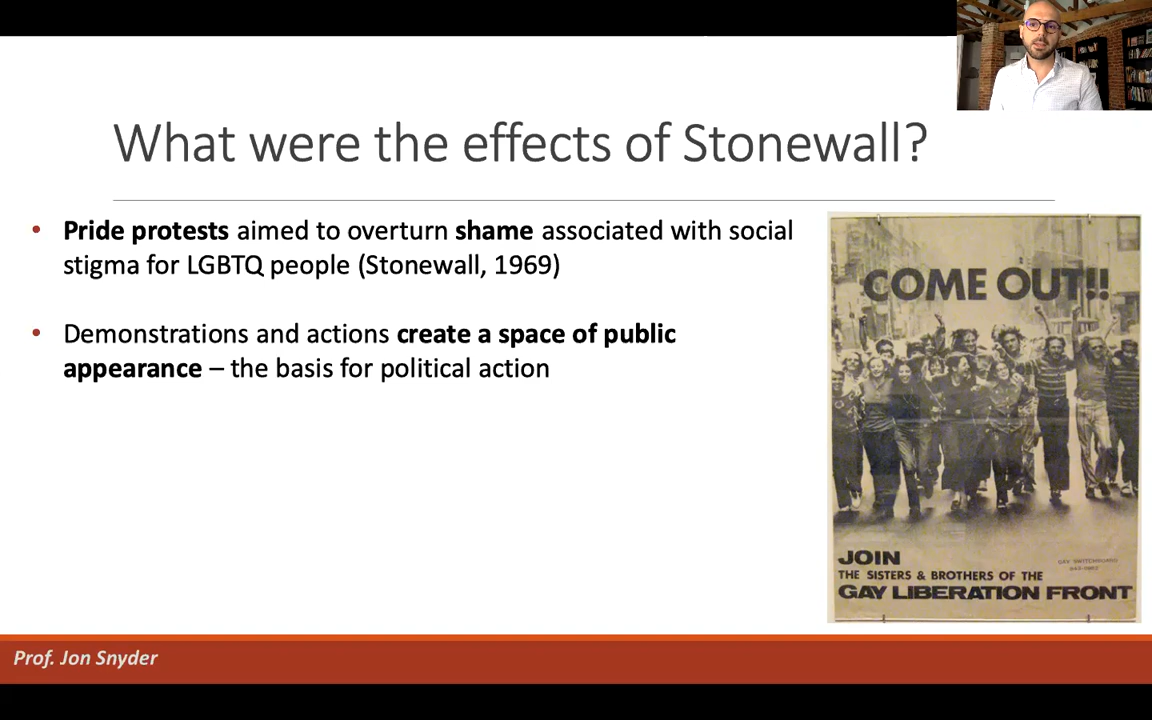 What were the effects of Stonewall?
• Pride protests aimed to overturn shame associated with social
stigma for LGBTQ people (Stonewall, 1969)
• Demonstrations and actions create a space of public
appearance – the basis for political action
COME OUT!!
JOIN
THE SISTERS & BROTHERS OF THE
GAY LIBERATION FRONT
GAY SWITCHBOARD
Prof. Jon Snyder